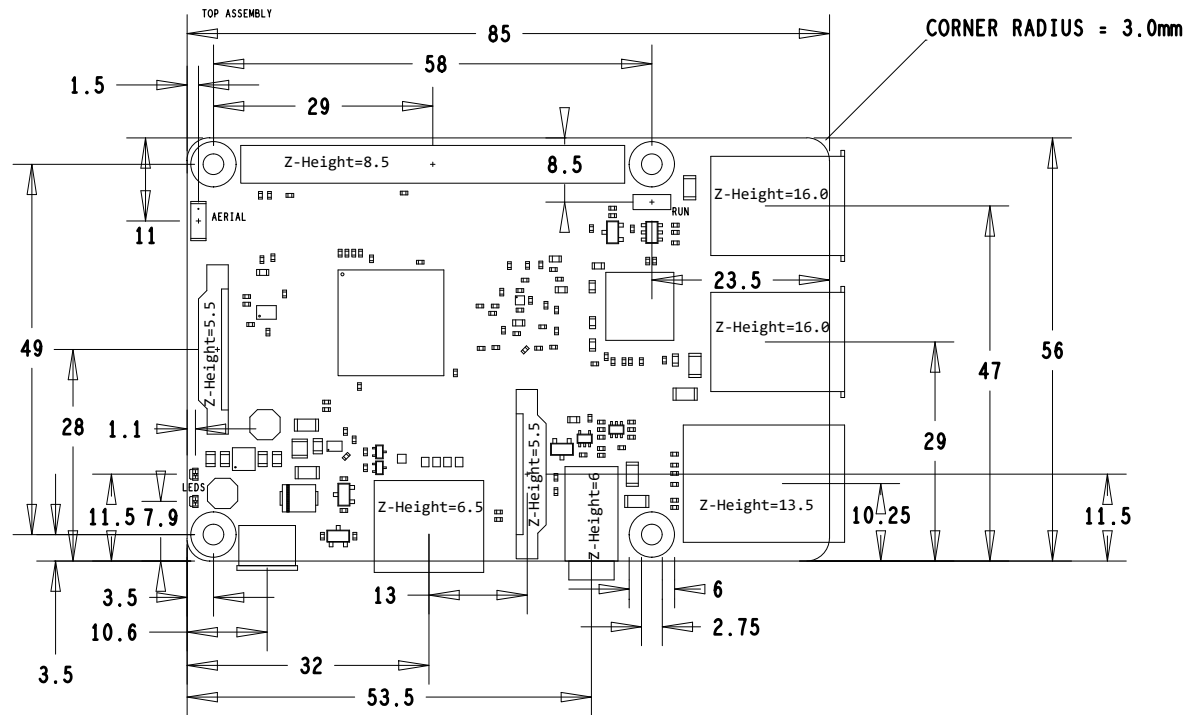 TOP ASSEMBLY
85
CORNER RADIUS = 3.0mm
58
1.5
29
Z-Height=8.5
8.5
Z-Height=16.0
AERIAL
RUN
11
23.5
Z-Height=5.5
Z-Height=16.0
49
56
47
28
1.1
29
Z-Height=5.5
LEDS
Z-Height=6.5
Z-Height=6
Z-Height=13.5
11.5
7.9
10.25
11.5
3.5
13
6
10.6
2.75
3.5
32
53.5